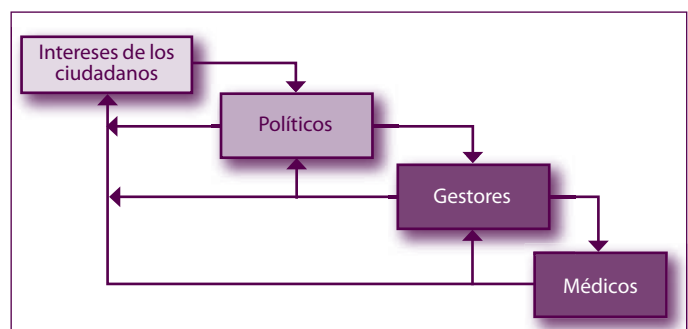 Intereses de los
ciudadanos
Políticos
Gestores
Médicos